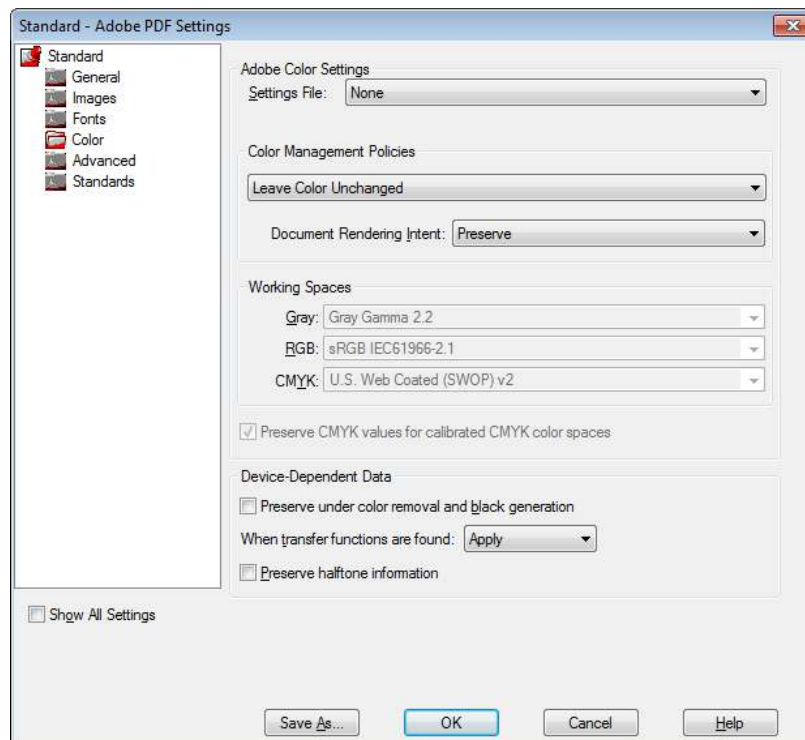 Standard - Adobe PDF Settings
Standard
General
Images
Fonts
Color
Advanced
Standards
Show All Settings
Adobe Color Settings
Settings File: None
Color Management Policies
Leave Color Unchanged
Document Rendering Intent: Preserve
Working Spaces
Gray: Gray Gamma 2.2
RGB: sRGB IEC61966-2.1
CMYK: U.S. Web Coated (SWOP) v2
Preserve CMYK values for calibrated CMYK color spaces
Device-Dependent Data
Preserve under color removal and black generation
When transfer functions are found: Apply
Preserve halftone information
Save As... OK Cancel Help